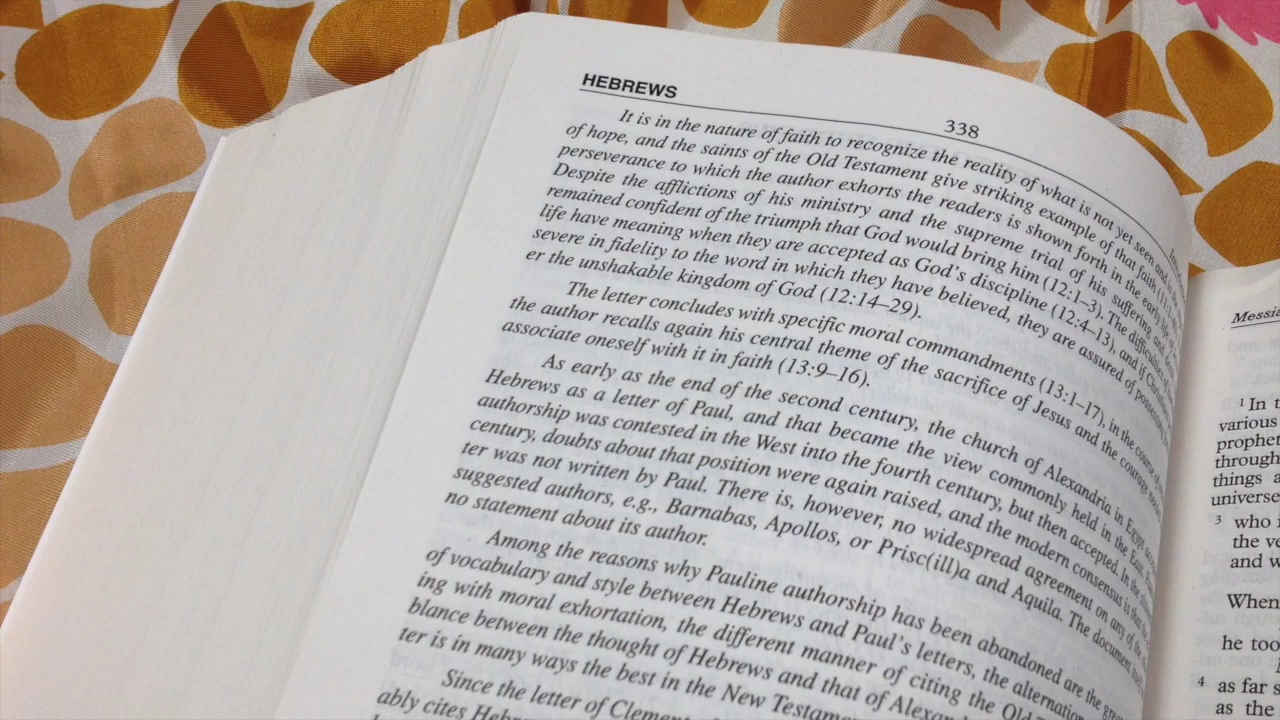 HEBREWS
338
It is in the nature of faith to recognize the reality of what is not yet seen and is
of hope, and the saints of the Old Testament give striking example of that faith
perseverance to which the author exhorts the readers is shown forth in the early life of
Despite the afflictions of his ministry and the supreme trial of his suffering and
remained confident of the triumph that God would bring him (12:1–3). The difficulties of
life have meaning when they are accepted as God's discipline (12:4–13), and if
severe in fidelity to the word in which they have believed, they are assured of
er the unshakable kingdom of God (12:14–29).
The letter concludes with specific moral commandments (13:1–17), in the course of
the author recalls again his central theme of the sacrifice of Jesus and the courage
associate oneself with it in faith (13:9–16).
As early as the end of the second century, the church of Alexandria in Egypt
Hebrews as a letter of Paul, and that became the view commonly held in the East.
authorship was contested in the West into the fourth century, but then accepted. In the
century, doubts about that position were again raised, and the modern consensus is that the
ter was not written by Paul. There is, however, no widespread agreement on any of the
suggested authors, e.g., Barnabas, Apollos, or Prisc(ill)a and Aquila. The document
no statement about its author.
Among the reasons why Pauline authorship has been abandoned are the
of vocabulary and style between Hebrews and Paul's letters, the alternation
ing with moral exhortation, the different manner of citing the Old
blance between the thought of Hebrews and that of
ter is in many ways the best in the New
Since the letter of
ably cites
1 In
various
through
things
3 who
the
and
When
he
4 as far
as the